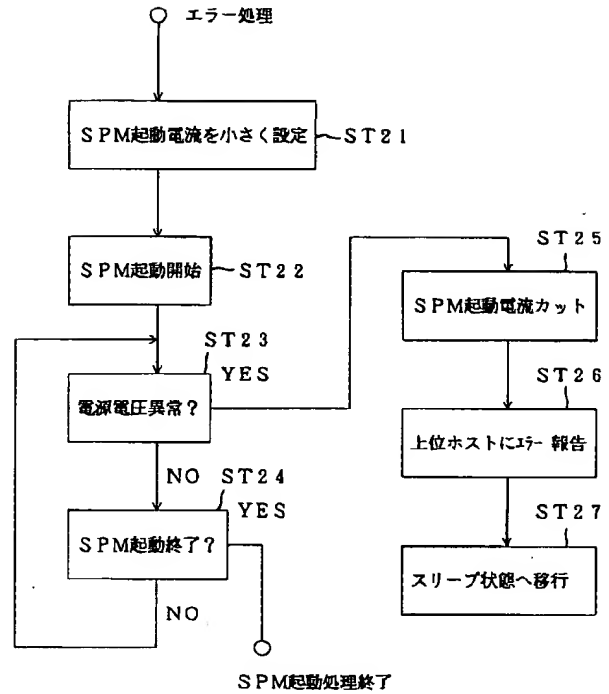 エラー処理
SPM起動電流を小さく設定
ST21
SPM起動開始
ST22
ST23
YES
電源電圧異常?
NO
ST24
YES
SPM起動終了?
NO
SPM起動処理終了
ST25
SPM起動電流カット
ST26
上位ホストにエラー報告
ST27
スリープ状態へ移行